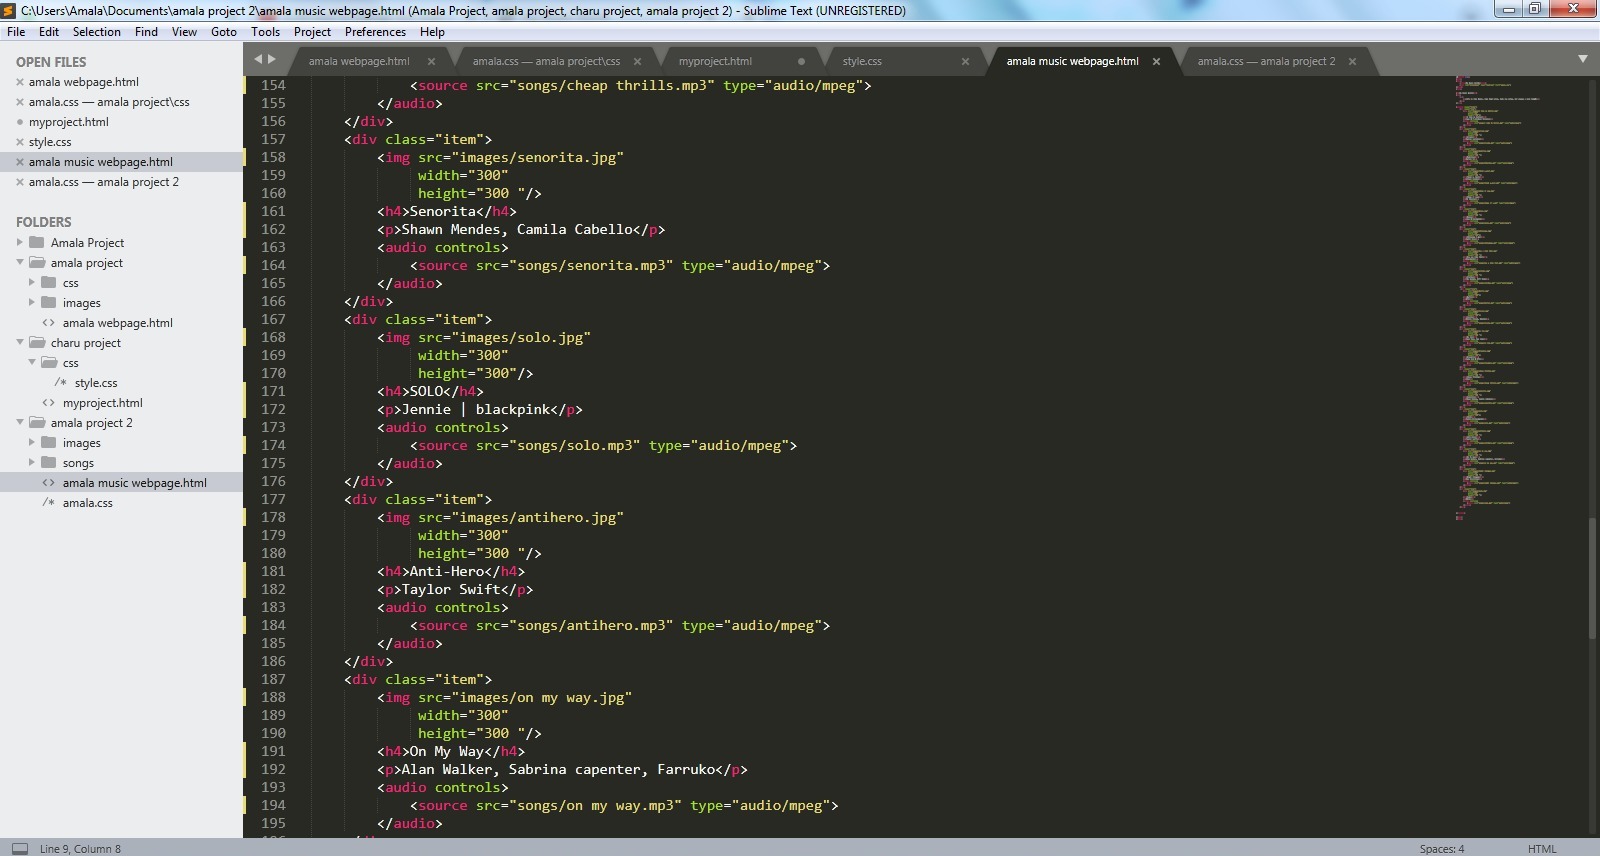 C:\Users\Amala\Documents\amala project 2\amala music webpage.html (Amala Project, amala project, charu project, amala project 2) - Sublime Text (UNREGISTERED)
File Edit Selection Find View Goto Tools Project Preferences Help
OPEN FILES
amala webpage.html
amala.css — amala project\css
myproject.html
style.css
amala music webpage.html
amala.css — amala project 2
FOLDERS
Amala Project
amala project
css
images
<> amala webpage.html
charu project
css
/* style.css
<> myproject.html
amala project 2
images
songs
<> amala music webpage.html
/* amala.css
amala webpage.html amala.css — amala project\css myproject.html style.css amala music webpage.html amala.css — amala project 2
154 <source src="songs/cheap thrills.mp3" type="audio/mpeg">
155 </audio>
156 </div>
157 <div class="item">
158 <img src="images/senorita.jpg"
159 width="300"
160 height="300 "/>
161 <h4>Senorita</h4>
162 <p>Shawn Mendes, Camila Cabello</p>
163 <audio controls>
164 <source src="songs/senorita.mp3" type="audio/mpeg">
165 </audio>
166 </div>
167 <div class="item">
168 <img src="images/solo.jpg"
169 width="300"
170 height="300"/>
171 <h4>SOLO</h4>
172 <p>Jennie | blackpink</p>
173 <audio controls>
174 <source src="songs/solo.mp3" type="audio/mpeg">
175 </audio>
176 </div>
177 <div class="item">
178 <img src="images/antihero.jpg"
179 width="300"
180 height="300 "/>
181 <h4>Anti-Hero</h4>
182 <p>Taylor Swift</p>
183 <audio controls>
184 <source src="songs/antihero.mp3" type="audio/mpeg">
185 </audio>
186 </div>
187 <div class="item">
188 <img src="images/on my way.jpg"
189 width="300"
190 height="300 "/>
191 <h4>On My Way</h4>
192 <p>Alan Walker, Sabrina capenter, Farruko</p>
193 <audio controls>
194 <source src="songs/on my way.mp3" type="audio/mpeg">
195 </audio>
Line 9, Column 8 Spaces: 4 HTML